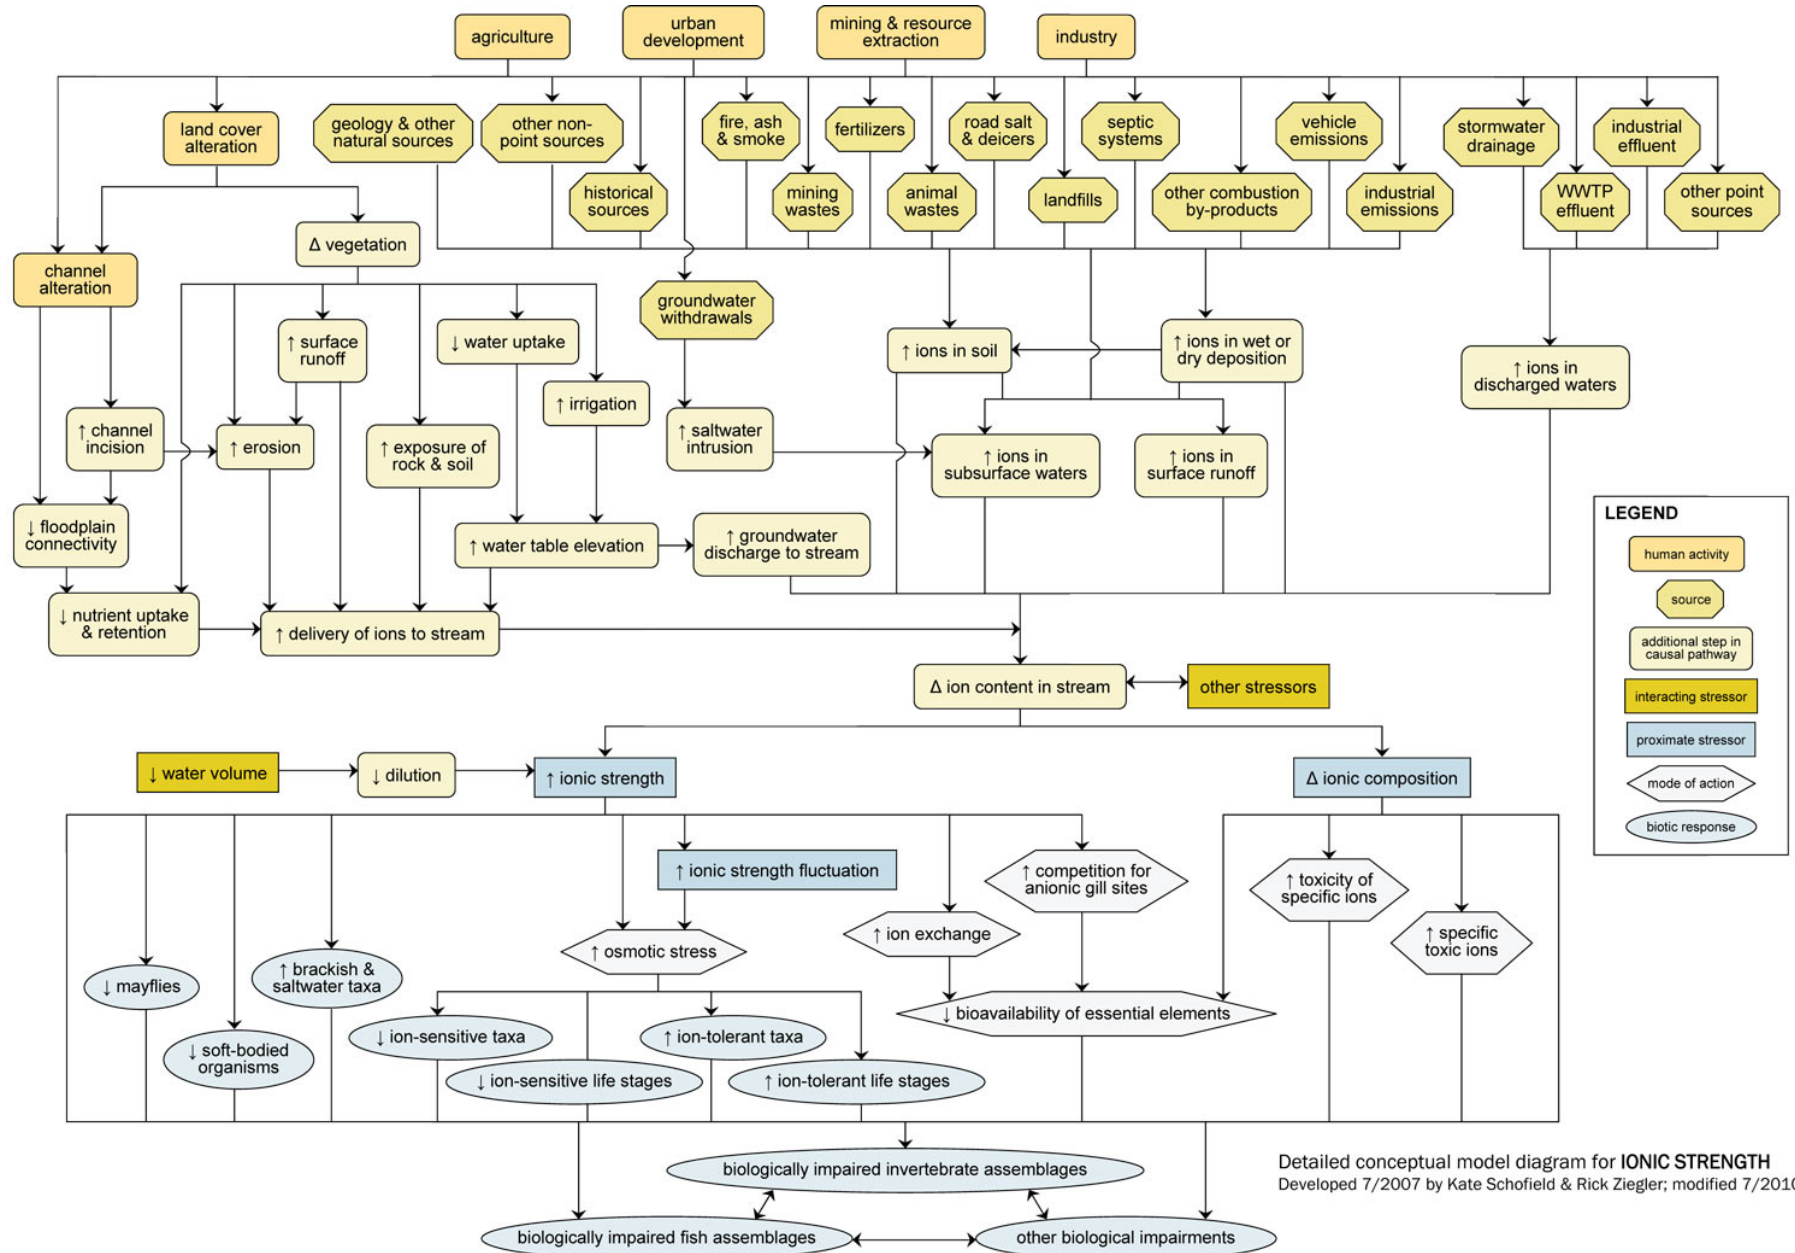 agriculture
urban
development
mining & resource
extraction
industry
land cover
alteration
geology & other
natural sources
other non-
point sources
historical
sources
fire, ash
& smoke
mining
wastes
fertilizers
animal
wastes
road salt
& deicers
landfills
septic
systems
other combustion
by-products
vehicle
emissions
industrial
emissions
stormwater
drainage
WWTP
effluent
industrial
effluent
other point
sources
Δ vegetation
channel
alteration
groundwater
withdrawals
↑ surface
runoff
↓ water uptake
↑ ions in soil
↑ ions in wet or
dry deposition
↑ ions in
discharged waters
↑ irrigation
↑ channel
incision
↑ erosion
↑ exposure of
rock & soil
↑ saltwater
intrusion
↑ ions in
subsurface waters
↑ ions in
surface runoff
↓ floodplain
connectivity
↑ water table elevation
↑ groundwater
discharge to stream
↓ nutrient uptake
& retention
↑ delivery of ions to stream
Δ ion content in stream
other stressors
LEGEND
human activity
source
additional step in
causal pathway
interacting stressor
proximate stressor
mode of action
biotic response
↓ water volume
↓ dilution
↑ ionic strength
Δ ionic composition
↑ ionic strength fluctuation
↑ competition for
anionic gill sites
↑ toxicity of
specific ions
↑ osmotic stress
↑ ion exchange
↑ specific
toxic ions
↓ mayflies
↑ brackish &
saltwater taxa
↓ bioavailability of essential elements
↓ soft-bodied
organisms
↓ ion-sensitive taxa
↑ ion-tolerant taxa
↓ ion-sensitive life stages
↑ ion-tolerant life stages
biologically impaired invertebrate assemblages
biologically impaired fish assemblages
other biological impairments
Detailed conceptual model diagram for IONIC STRENGTH
Developed 7/2007 by Kate Schofield & Rick Ziegler; modified 7/2010